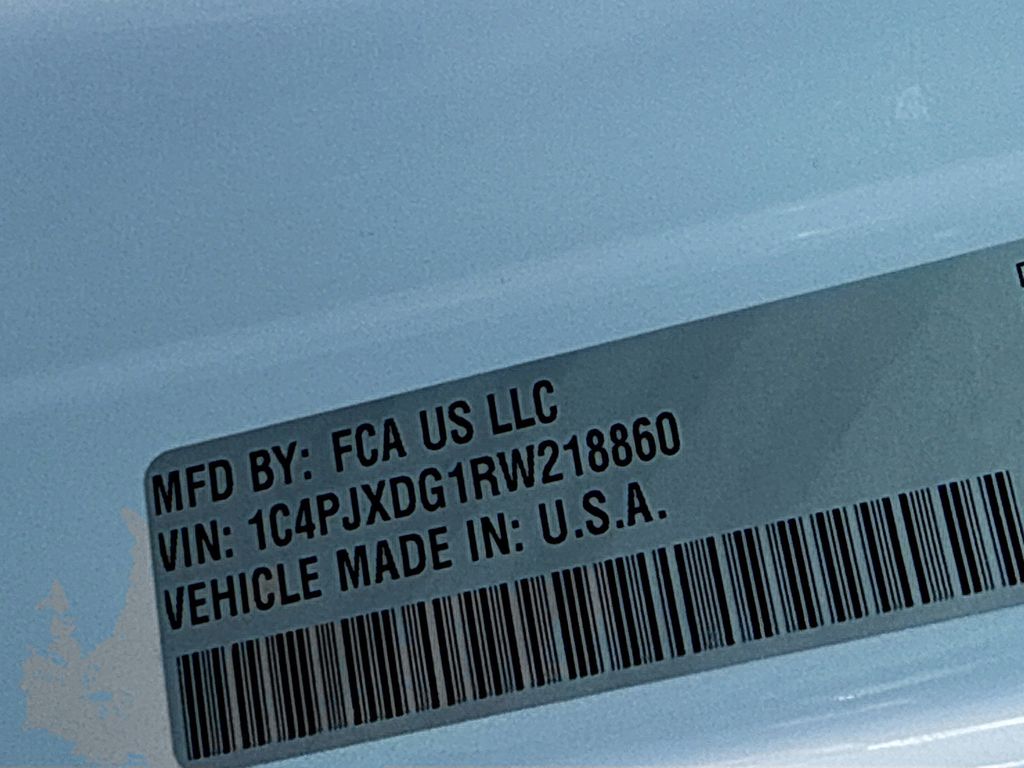 MFD BY: FCA US LLC
VIN: 1C4PJXDG1RW218860
VEHICLE MADE IN: U.S.A.